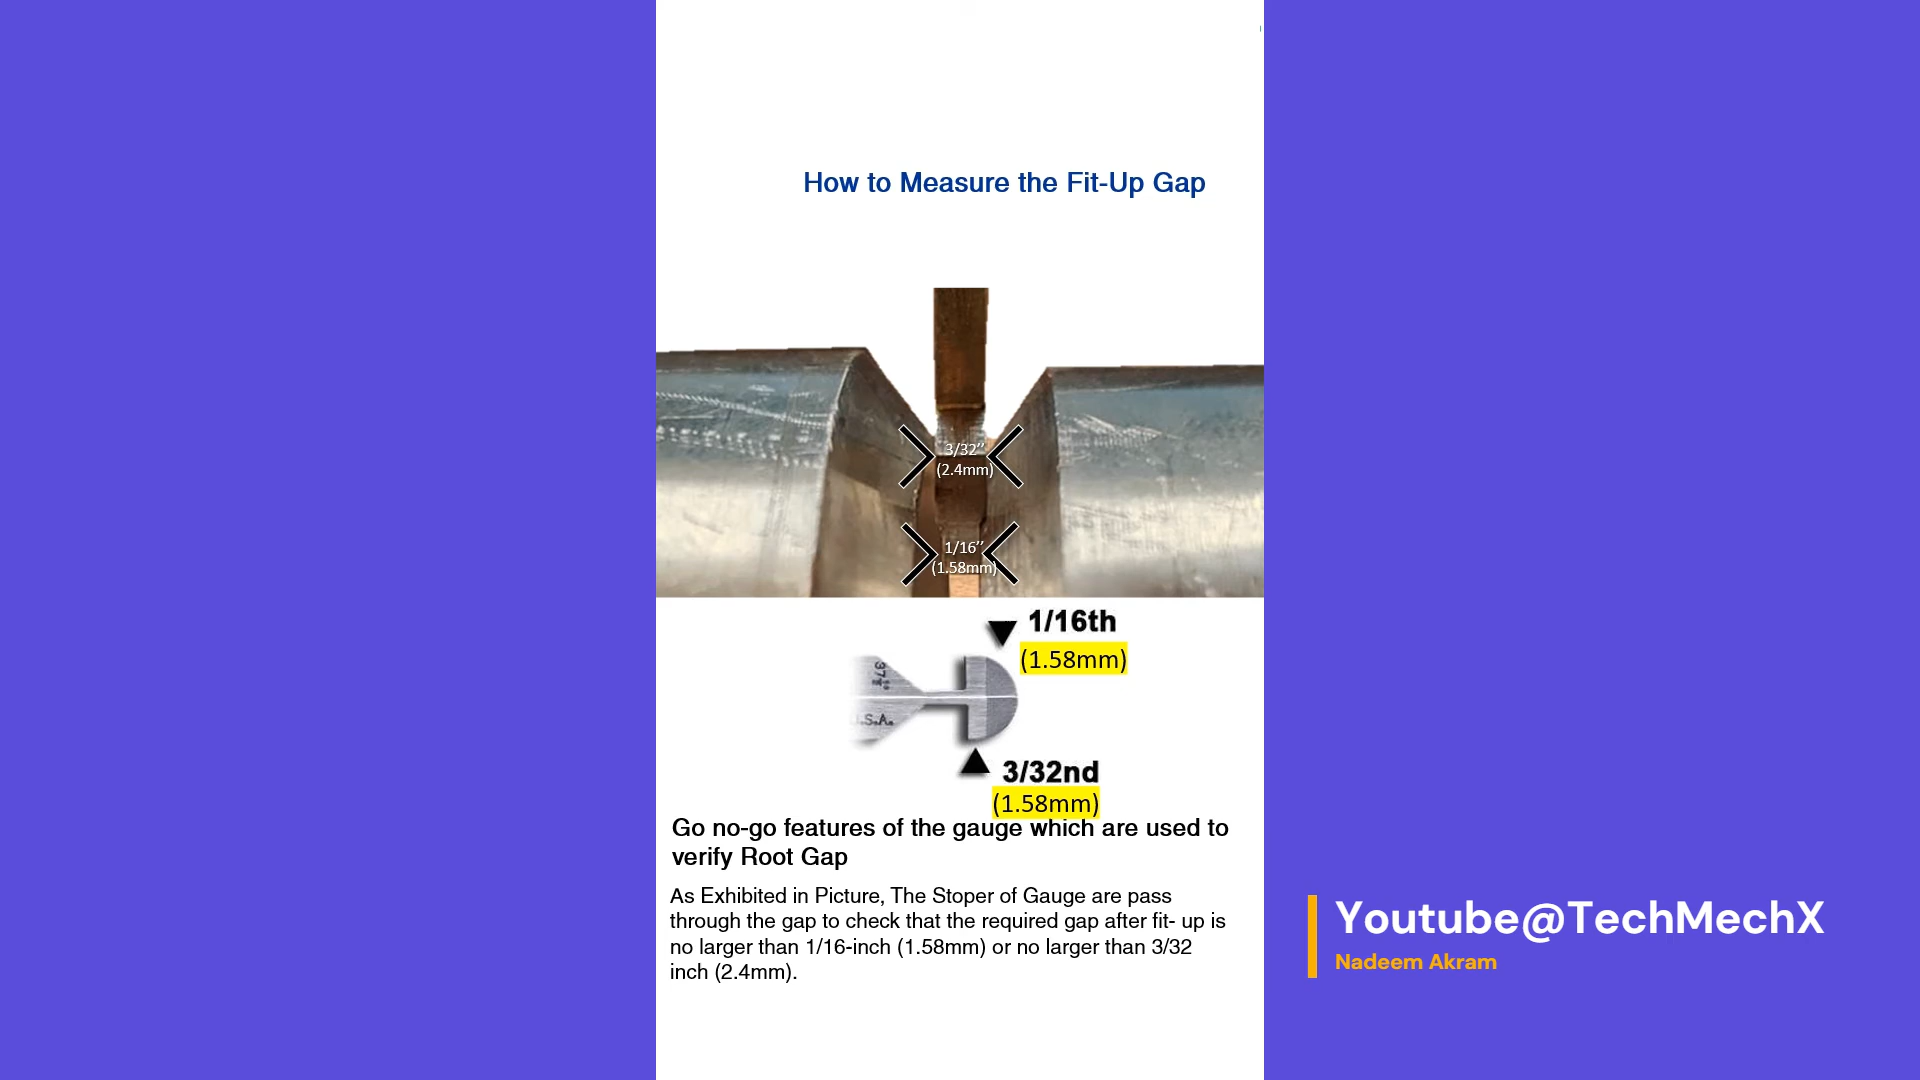 How to Measure the Fit-Up Gap
3/32’’
(2.4mm)
1/16’’
(1.58mm)
1/16th
(1.58mm)
U.S.A.
3/32nd
(1.58mm)
Go no-go features of the gauge which are used to
verify Root Gap
As Exhibited in Picture, The Stoper of Gauge are pass
through the gap to check that the required gap after fit- up is
no larger than 1/16-inch (1.58mm) or no larger than 3/32
inch (2.4mm).
Youtube@TechMechX
Nadeem Akram